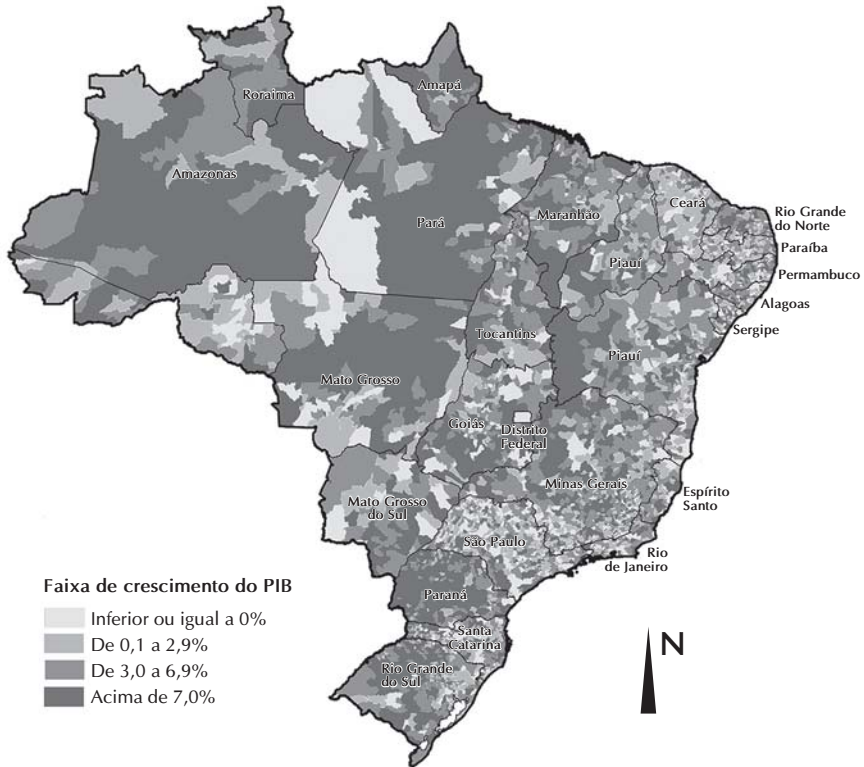 Amapá
Roraima
Amazonas
Pará
Maranhão
Ceará
Rio Grande
do Norte
Paraíba
Piauí
Pernambuco
Alagoas
Sergipe
Tocantins
Piauí
Mato Grosso
Goiás
Distrito
Federal
Minas Gerais
Espírito
Santo
Mato Grosso
do Sul
São Paulo
Rio
de Janeiro
Paraná
Santa
Catarina
Rio Grande
do Sul
Faixa de crescimento do PIB
Inferior ou igual a 0%
De 0,1 a 2,9%
De 3,0 a 6,9%
Acima de 7,0%
N